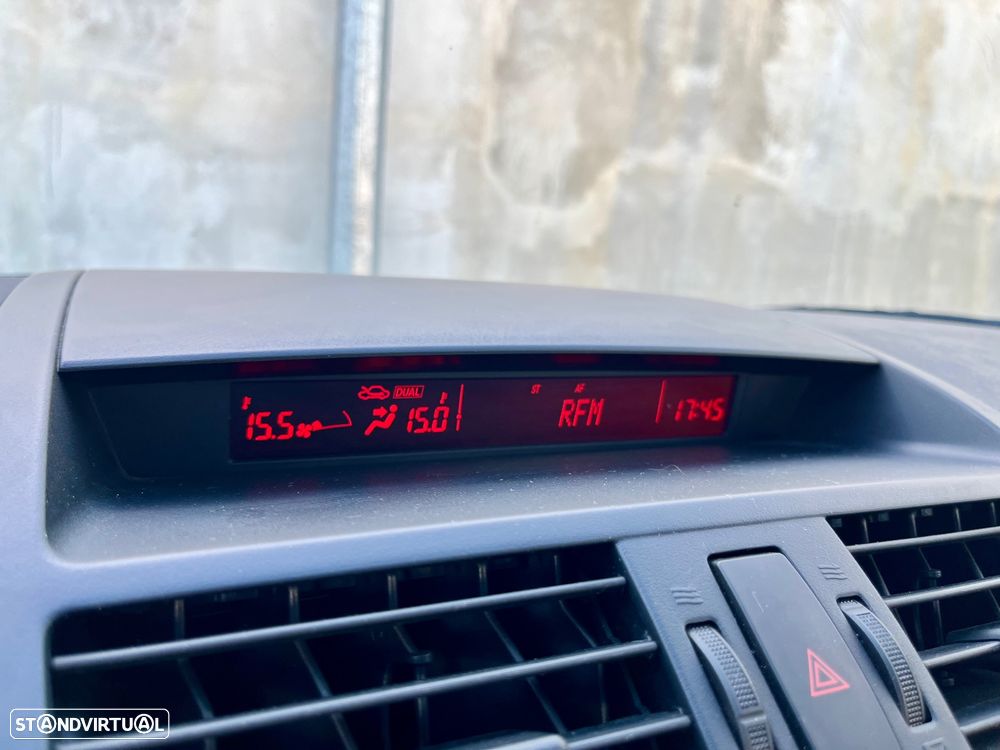 DUAL
ST AF
15.5 15.0 RFM 17:45
STANDVIRTUAL